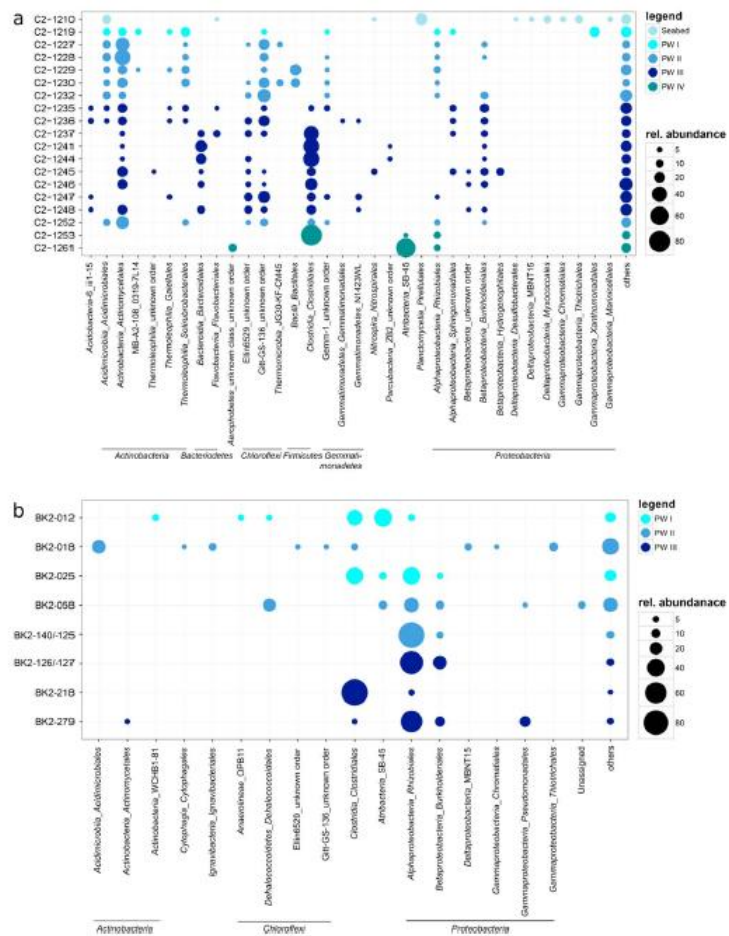 a
C2-1210
C2-1219
C2-1227
C2-1228
C2-1229
C2-1230
C2-1232
C2-1235
C2-1236
C2-1237
C2-1241
C2-1244
C2-1245
C2-1246
C2-1247
C2-1248
C2-1252
C2-1253
C2-1261
legend
Seabed
PW I
PW II
PW III
PW IV
rel. abundance
5
10
20
40
60
80
Acidobacteria-6_iii1-15
Acidimicrobiia_Acidimicrobiales
Actinobacteria_Actinomycetales
MB-A2-108_0319-7L14
Thermoleophilia_unknown order
Thermoleophilia_Gaiellales
Thermoleophilia_Solirubrobacterales
Bacteroidia_Bacteroidales
Flavobacteriia_Flavobacteriales
Aerophobetes_unknown class_unknown order
Ellin6529_unknown order
Gitt-GS-136_unknown order
Thermomicrobia_JG30-KF-CM45
Bacilli_Bacillales
Clostridia_Clostridiales
Gemm-1_unknown order
Gemmatimonadetes_Gemmatimonadales
Gemmatimonadetes_N1423WL
Nitrospira_Nitrospirales
Parcubacteria_ZB2_unknown order
Atribacteria_SB-45
Planctomycetia_Pirellulales
Alphaproteobacteria_Rhizobiales
Alphaproteobacteria_Sphingomonadales
Betaproteobacteria_unknown order
Betaproteobacteria_Burkholderiales
Betaproteobacteria_Hydrogenophilales
Deltaproteobacteria_Desulfobacterales
Deltaproteobacteria_MBNT15
Deltaproteobacteria_Myxococcales
Gammaproteobacteria_Chromatiales
Gammaproteobacteria_Thiotrichales
Gammaproteobacteria_Xanthomonadales
Gammaproteobacteria_Marinicellales
others
Actinobacteria
Bacteriodetes
Chloroflexi
Firmicutes
Gemmati-
monadetes
Proteobacteria
b
BK2-012
BK2-018
BK2-025
BK2-058
BK2-140/-125
BK2-126/-127
BK2-218
BK2-279
legend
PW I
PW II
PW III
rel. abundanace
5
10
20
40
60
80
Acidimicrobiia_Acidimicrobiales
Actinobacteria_Actinomycetales
Actinobacteria_WCHB1-81
Cytophagia_Cytophagales
Ignavibacteria_Ignavibacteriales
Anaerolineae_OPB11
Dehalococcoidetes_Dehalococcoidales
Ellin6529_unknown order
Gitt-GS-136_unknown order
Clostridia_Clostridiales
Atribacteria_SB-45
Alphaproteobacteria_Rhizobiales
Betaproteobacteria_Burkholderiales
Deltaproteobacteria_MBNT15
Gammaproteobacteria_Chromatiales
Gammaproteobacteria_Pseudomonadales
Gammaproteobacteria_Thiotrichales
Unassigned
others
Actinobacteria
Chloroflexi
Proteobacteria